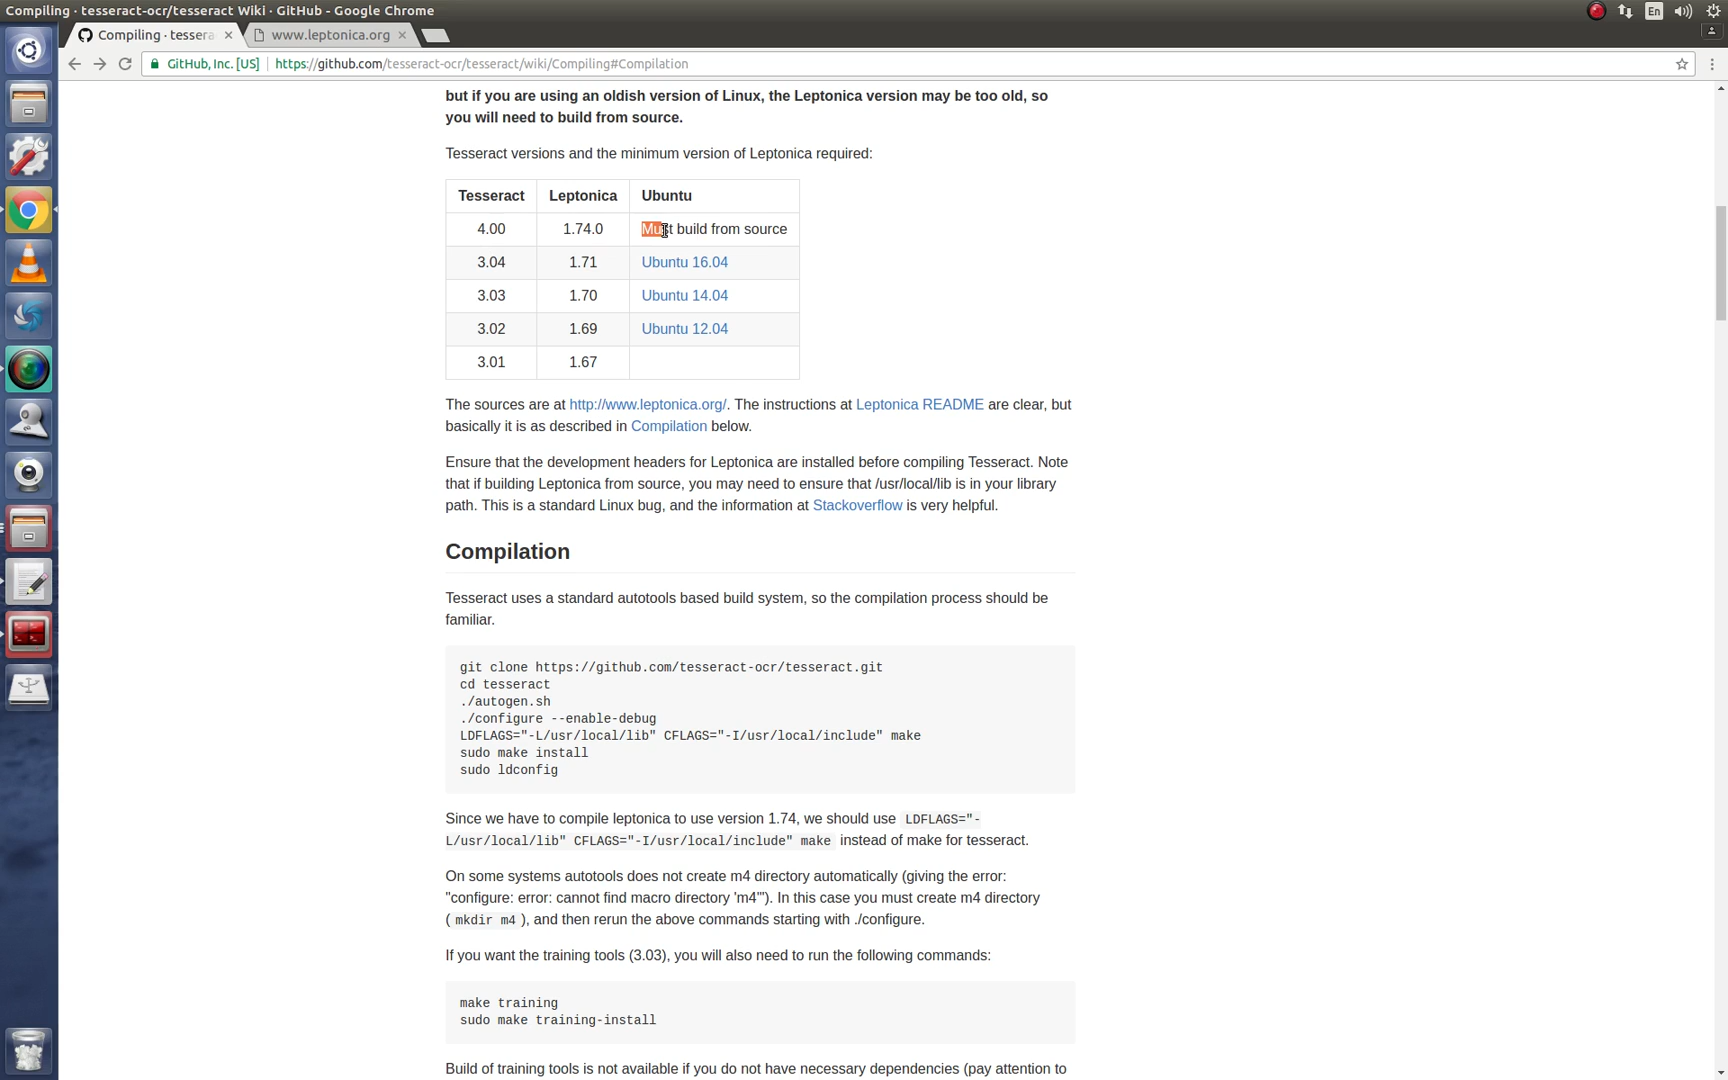 Compiling · tesseract-ocr/tesseract Wiki · GitHub - Google Chrome
En
Compiling · tessera
www.leptonica.org
GitHub, Inc. [US]
https://github.com/tesseract-ocr/tesseract/wiki/Compiling#Compilation
but if you are using an oldish version of Linux, the Leptonica version may be too old, so
you will need to build from source.
Tesseract versions and the minimum version of Leptonica required:
Tesseract Leptonica Ubuntu
4.00 1.74.0 Must build from source
3.04 1.71 Ubuntu 16.04
3.03 1.70 Ubuntu 14.04
3.02 1.69 Ubuntu 12.04
3.01 1.67
The sources are at http://www.leptonica.org/. The instructions at Leptonica README are clear, but
basically it is as described in Compilation below.
Ensure that the development headers for Leptonica are installed before compiling Tesseract. Note
that if building Leptonica from source, you may need to ensure that /usr/local/lib is in your library
path. This is a standard Linux bug, and the information at Stackoverflow is very helpful.
Compilation
Tesseract uses a standard autotools based build system, so the compilation process should be
familiar.
git clone https://github.com/tesseract-ocr/tesseract.git
cd tesseract
./autogen.sh
./configure --enable-debug
LDFLAGS="-L/usr/local/lib" CFLAGS="-I/usr/local/include" make
sudo make install
sudo ldconfig
Since we have to compile leptonica to use version 1.74, we should use LDFLAGS="-
L/usr/local/lib" CFLAGS="-I/usr/local/include" make instead of make for tesseract.
On some systems autotools does not create m4 directory automatically (giving the error:
"configure: error: cannot find macro directory 'm4'"). In this case you must create m4 directory
( mkdir m4 ), and then rerun the above commands starting with ./configure.
If you want the training tools (3.03), you will also need to run the following commands:
make training
sudo make training-install
Build of training tools is not available if you do not have necessary dependencies (pay attention to